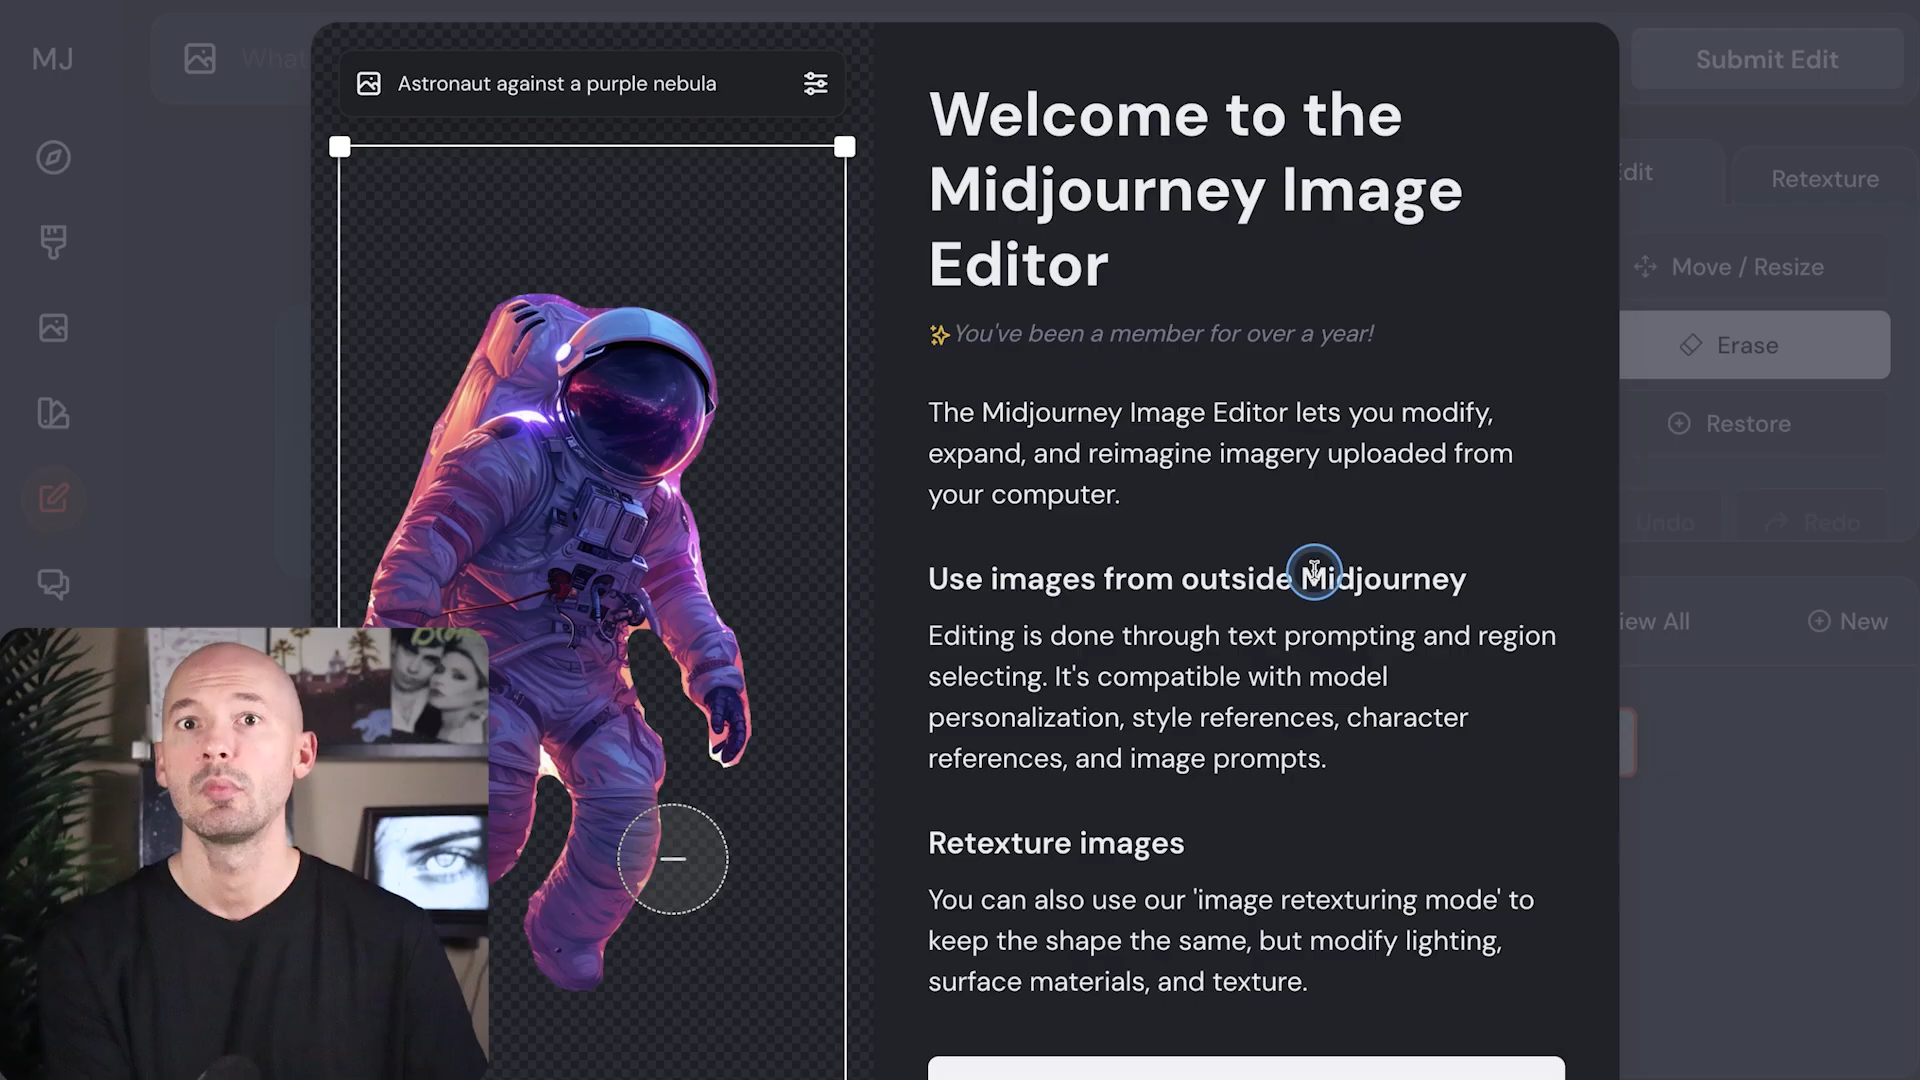 MJ
What
Submit Edit
Astronaut against a purple nebula
Welcome to the
Midjourney Image
Editor
✨You've been a member for over a year!
The Midjourney Image Editor lets you modify,
expand, and reimagine imagery uploaded from
your computer.
Use images from outside Midjourney
Editing is done through text prompting and region
selecting. It's compatible with model
personalization, style references, character
references, and image prompts.
Retexture images
You can also use our 'image retexturing mode' to
keep the shape the same, but modify lighting,
surface materials, and texture.
dit
Retexture
Move / Resize
Erase
Restore
Undo
Redo
iew All
New